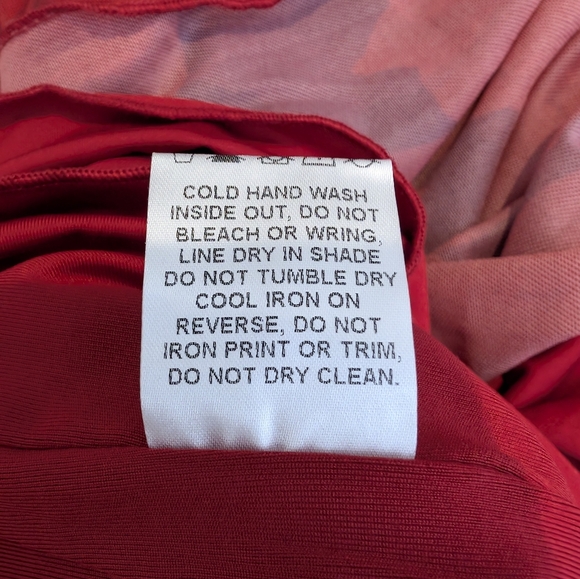 COLD HAND WASH
INSIDE OUT, DO NOT
BLEACH OR WRING,
LINE DRY IN SHADE
DO NOT TUMBLE DRY
COOL IRON ON
REVERSE, DO NOT
IRON PRINT OR TRIM,
DO NOT DRY CLEAN.